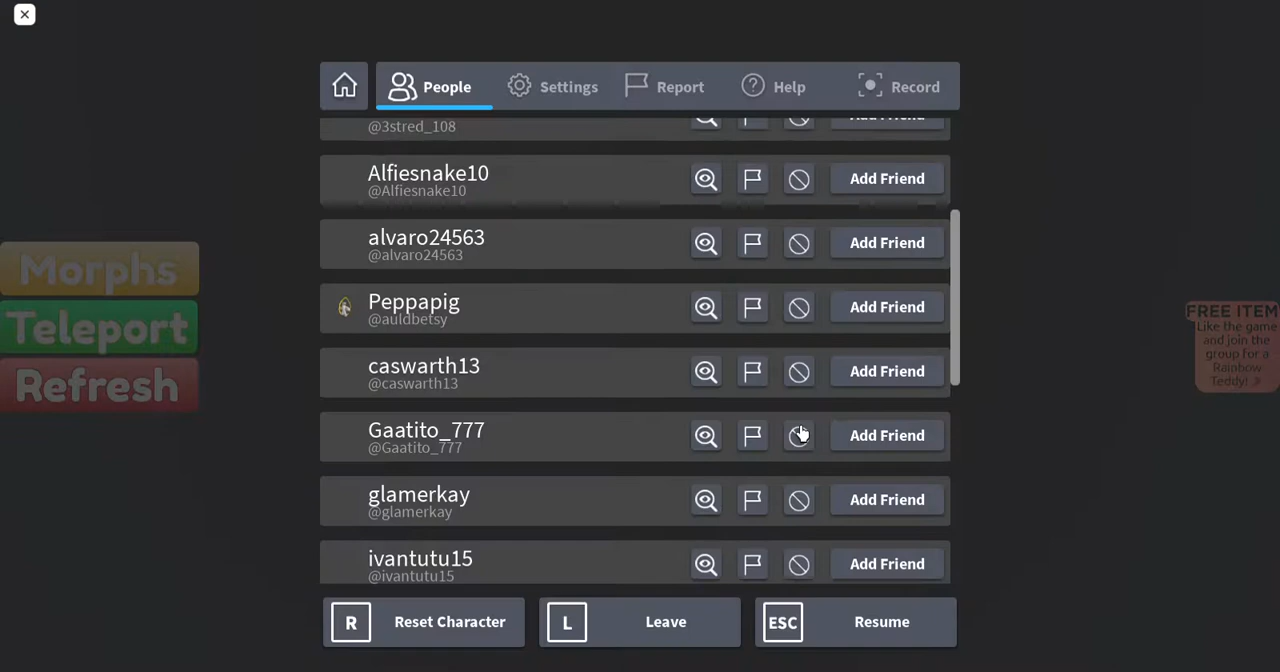 People
Settings
Report
Help
Record
@3stred_108
Add Friend
Alfiesnake10
@Alfiesnake10
Add Friend
alvaro24563
@alvaro24563
Add Friend
Peppapig
@auldbetsy
Add Friend
caswarth13
@caswarth13
Add Friend
Gaatito_777
@Gaatito_777
Add Friend
glamerkay
@glamerkay
Add Friend
ivantutu15
@ivantutu15
Add Friend
R Reset Character
L Leave
ESC Resume
Morphs
Teleport
Refresh
FREE ITEM
Like the game
and join the
group for a
Rainbow
Teddy!